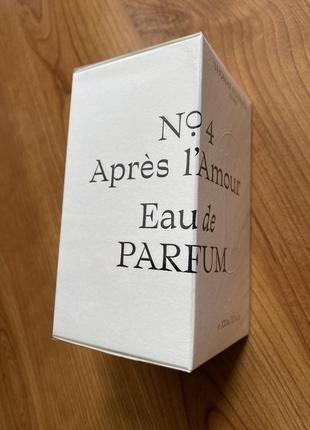 Nº 4
Après l'Amour
Eau de
PARFUM